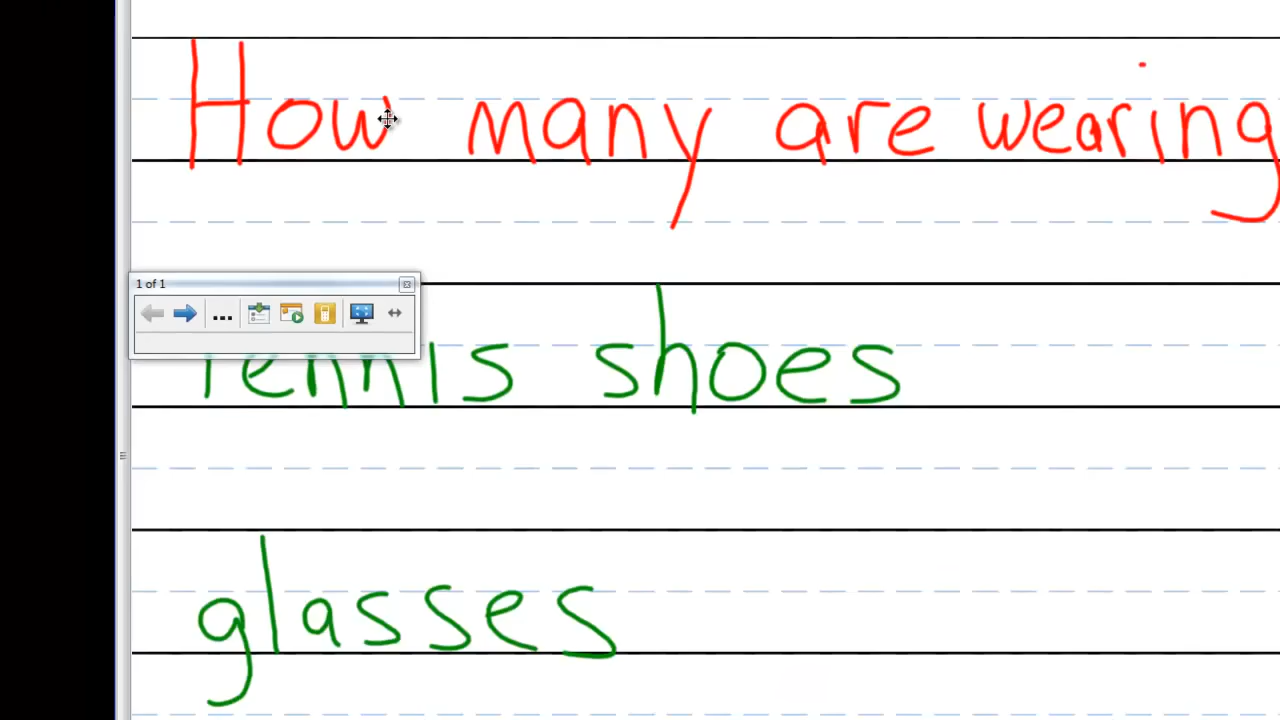 How many are wearing
1 of 1
tennis shoes
glasses